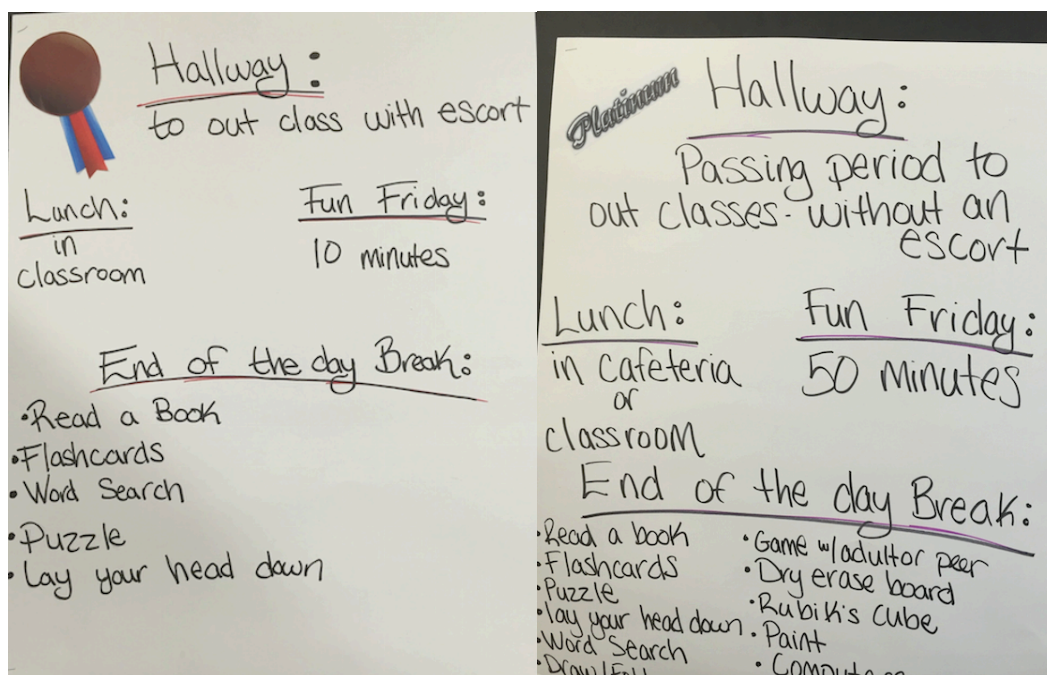 Hallway:
to out class with escort
Lunch:
in
classroom
Fun Friday:
10 minutes
End of the day Break:
•Read a Book
•Flashcards
•Word Search
•Puzzle
•Lay your head down
Platinum
Hallway:
Passing period to
out classes- without an
escort
Lunch:
in cafeteria
or
classroom
Fun Friday:
50 minutes
End of the day Break:
•Read a book
•Flashcards
•Puzzle
•lay your head down
•Word Search
•Game w/adult or peer
•Dry erase board
•Rubik's cube
•Paint